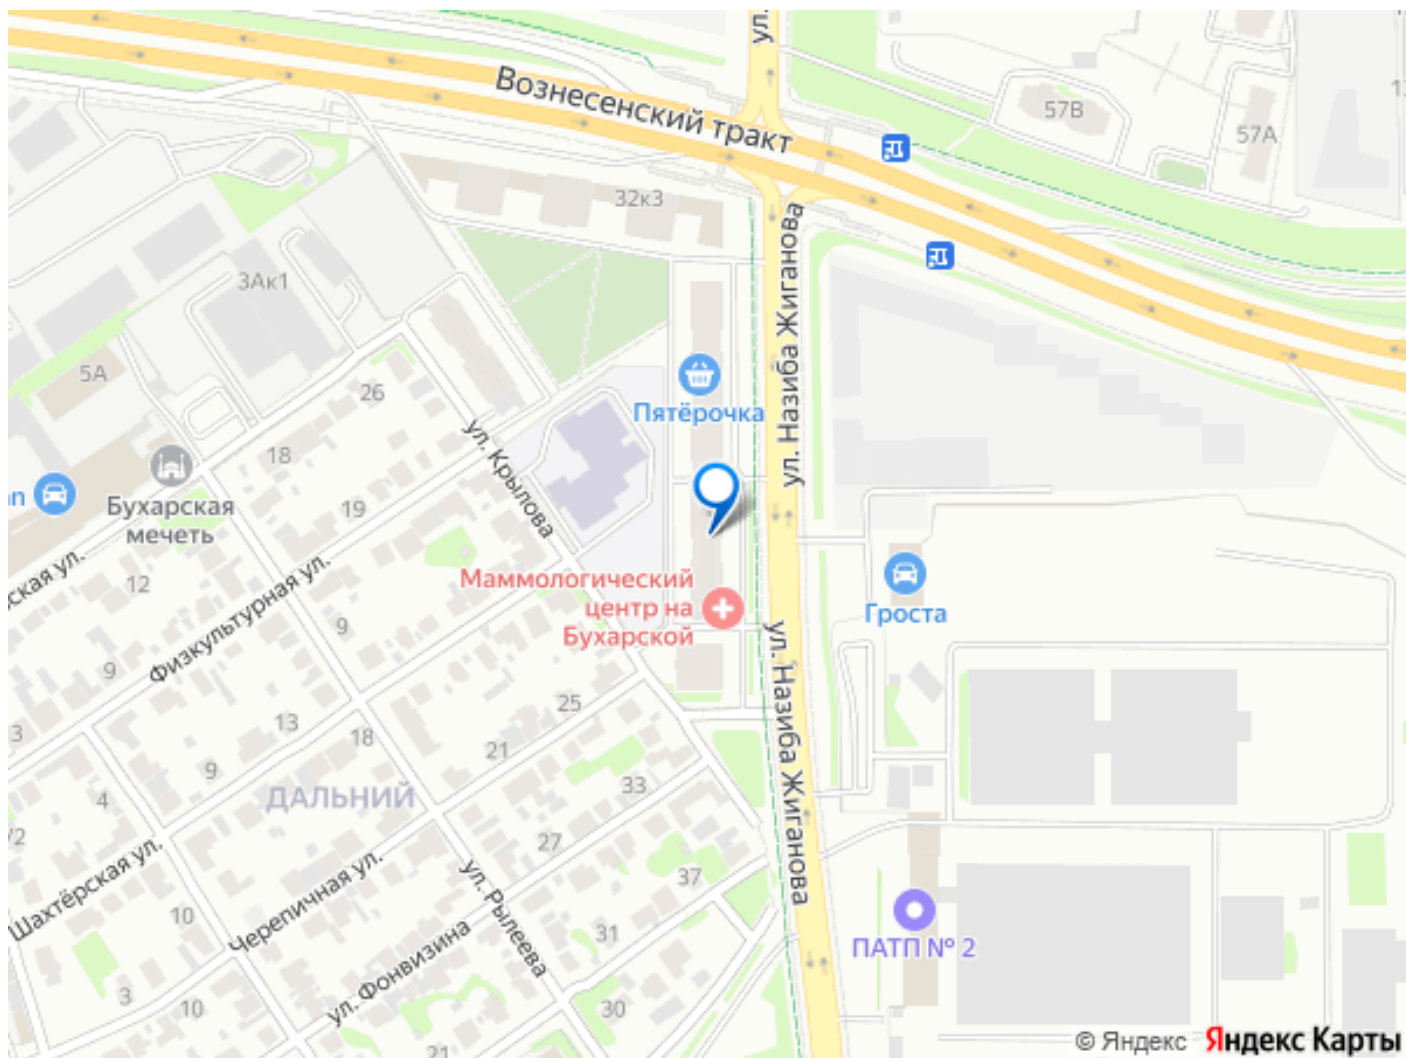 ул.
Вознесенский тракт
57В
57А
32к3
ул. Назиба Жиганова
3Ак1
5А
26
Пятёрочка
ул. Крылова
18
Бухарская
мечеть
19
12
Физкультурная ул.
Маммологический
центр на
Бухарской
Гроста
9
9
ул. Назиба Жиганова
25
13
18
21
3
9
33
4
ДАЛЬНИЙ
27
Шахтёрская ул.
Черепичная ул.
37
ул. Рылеева
10
31
ул. Фонвизина
ПАТП № 2
3
10
30
21
© Яндекс Яндекс Карты